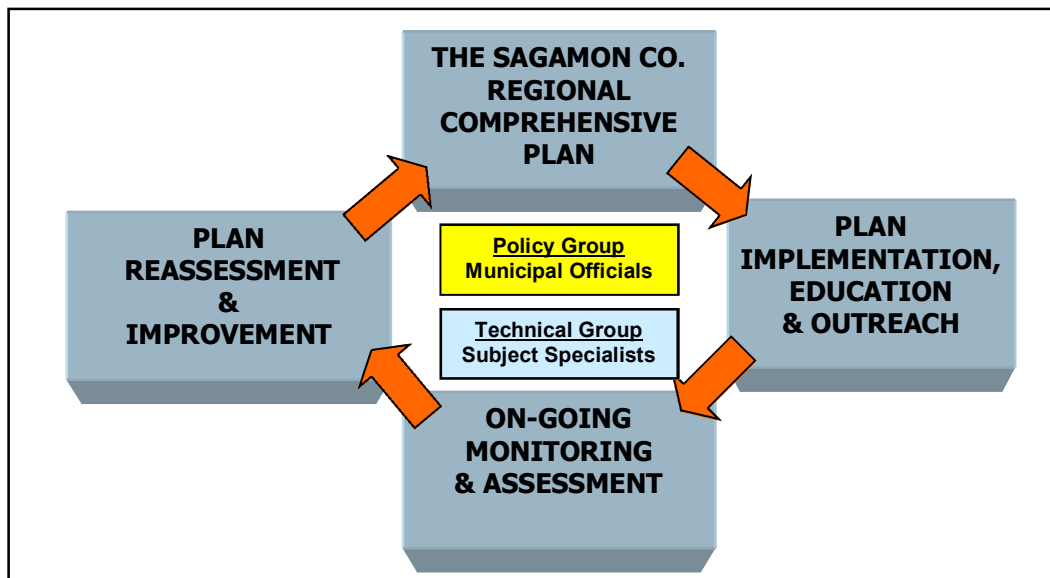 THE SAGAMON CO.
REGIONAL
COMPREHENSIVE
PLAN
PLAN
IMPLEMENTATION,
EDUCATION
& OUTREACH
ON-GOING
MONITORING
& ASSESSMENT
PLAN
REASSESSMENT
&
IMPROVEMENT
Policy Group
Municipal Officials
Technical Group
Subject Specialists